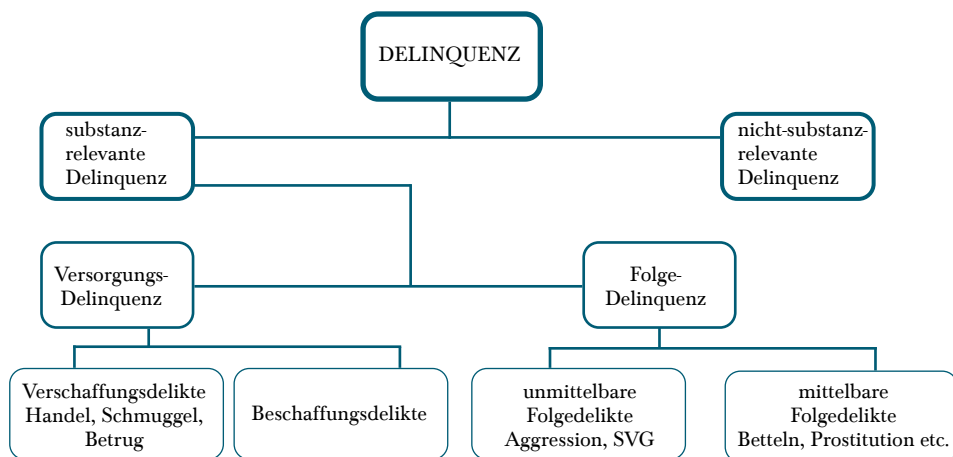 DELINQUENZ
substanz-
relevante
Delinquenz
nicht-substanz-
relevante
Delinquenz
Versorgungs-
Delinquenz
Folge-
Delinquenz
Verschaffungsdelikte
Handel, Schmuggel,
Betrug
Beschaffungsdelikte
unmittelbare
Folgedelikte
Aggression, SVG
mittelbare
Folgedelikte
Betteln, Prostitution etc.